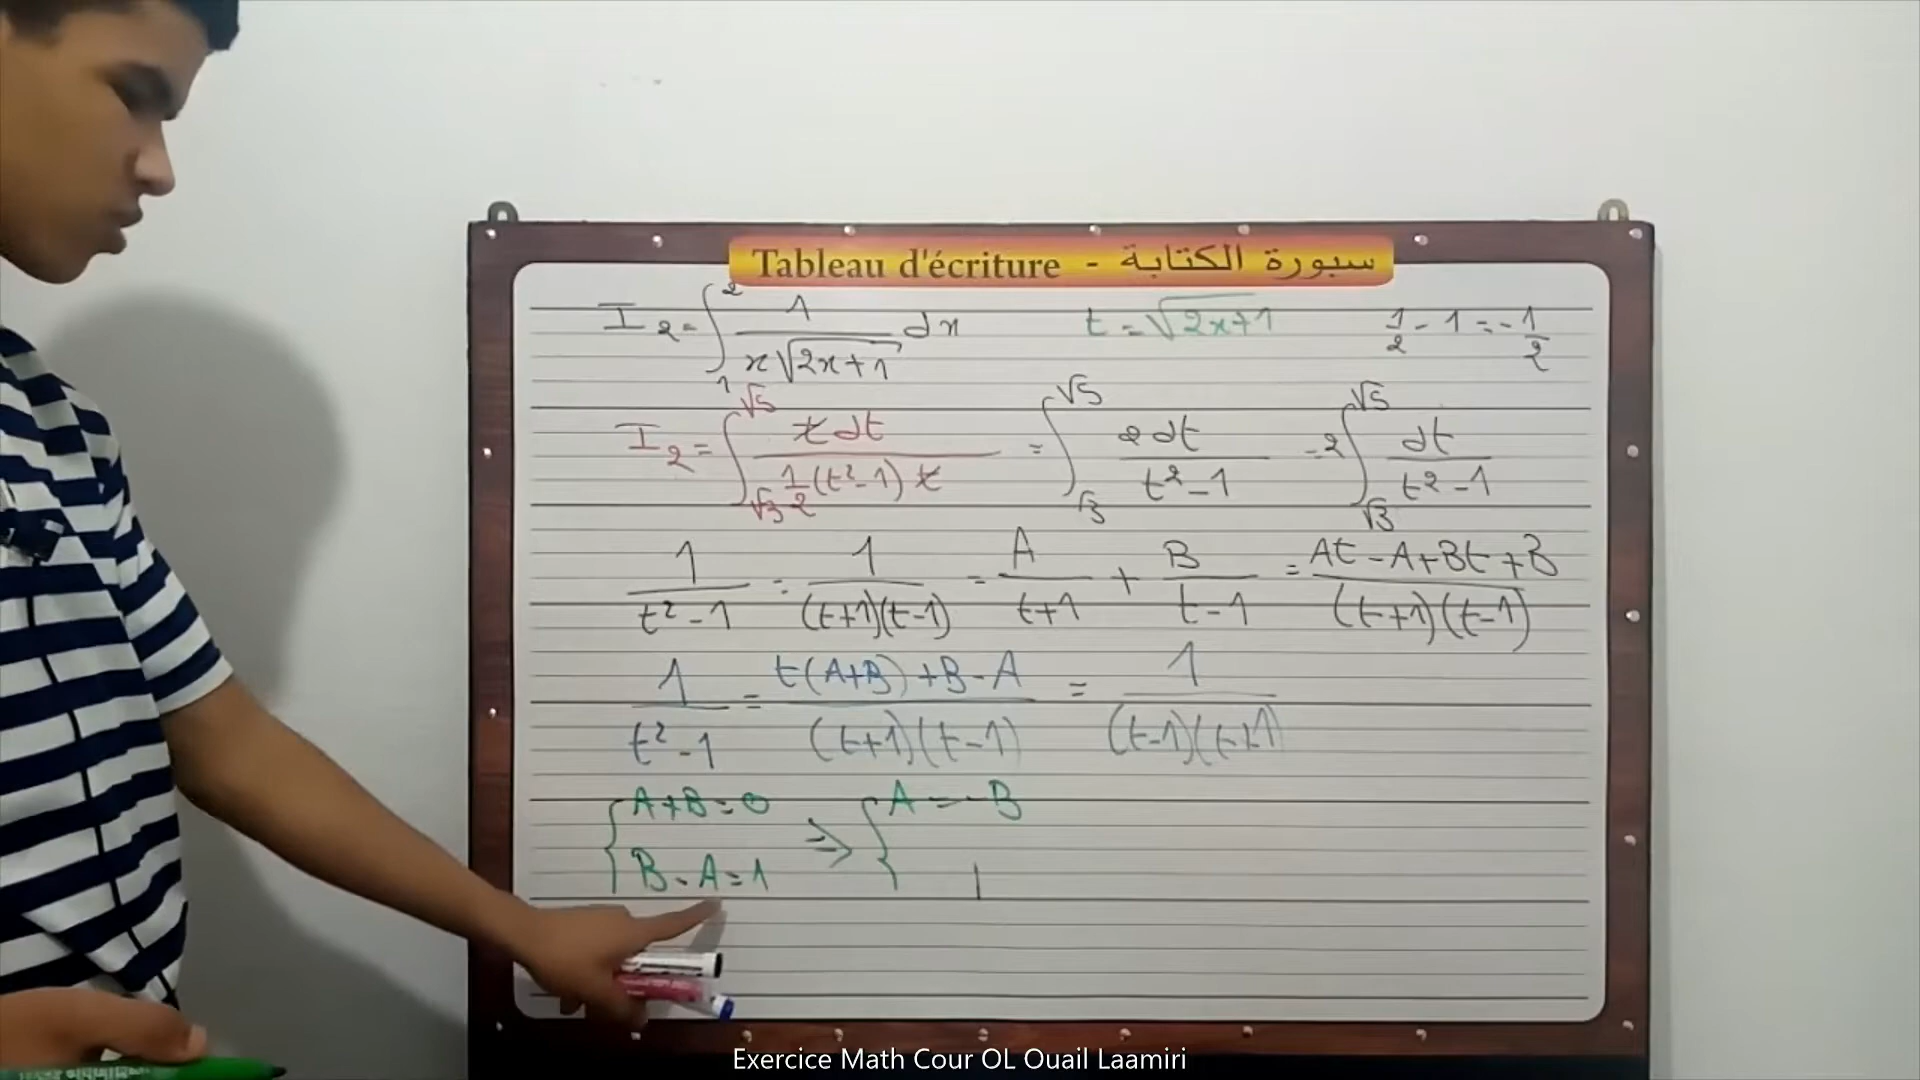 Tableau d'écriture - سبورة الكتابة
I₂ = ∫₁² 1/(x√(2x+1)) dx    t = √(2x+1)    1/2 - 1 = -1/2
I₂ = ∫_√3^√5 t dt / (1/2 (t²-1) t) = ∫_√3^√5 2dt/(t²-1) = 2 ∫_√3^√5 dt/(t²-1)
1/(t²-1) = 1/((t+1)(t-1)) = A/(t+1) + B/(t-1) = (At - A + Bt + B)/((t+1)(t-1))
1/(t²-1) = (t(A+B) + B - A)/((t+1)(t-1)) = 1/((t-1)(t+1))
{ A+B=0 ⇒ { A = -B
B-A=1
Exercice Math Cour OL Ouail Laamiri